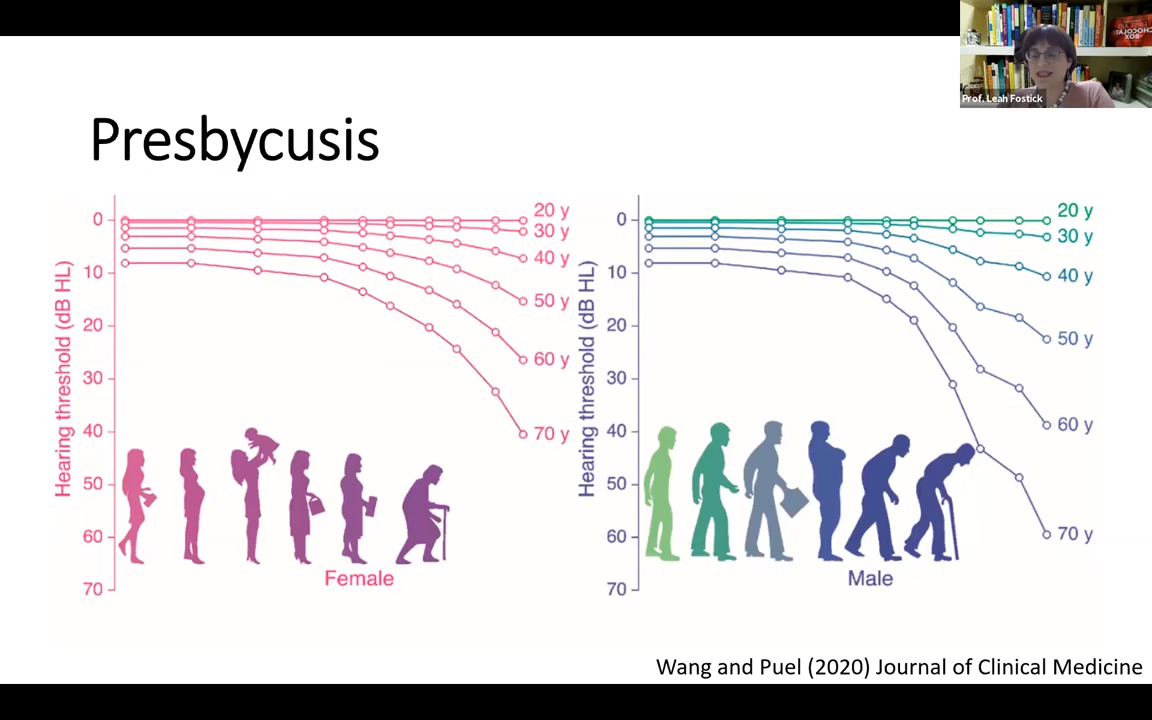 CHOCOLATE
BOX
Prof. Leah Fostick
Presbycusis
Hearing threshold (dB HL)
0
10
20
30
40
50
60
70
20 y
30 y
40 y
50 y
60 y
70 y
Female
Hearing threshold (dB HL)
0
10
20
30
40
50
60
70
20 y
30 y
40 y
50 y
60 y
70 y
Male
Wang and Puel (2020) Journal of Clinical Medicine